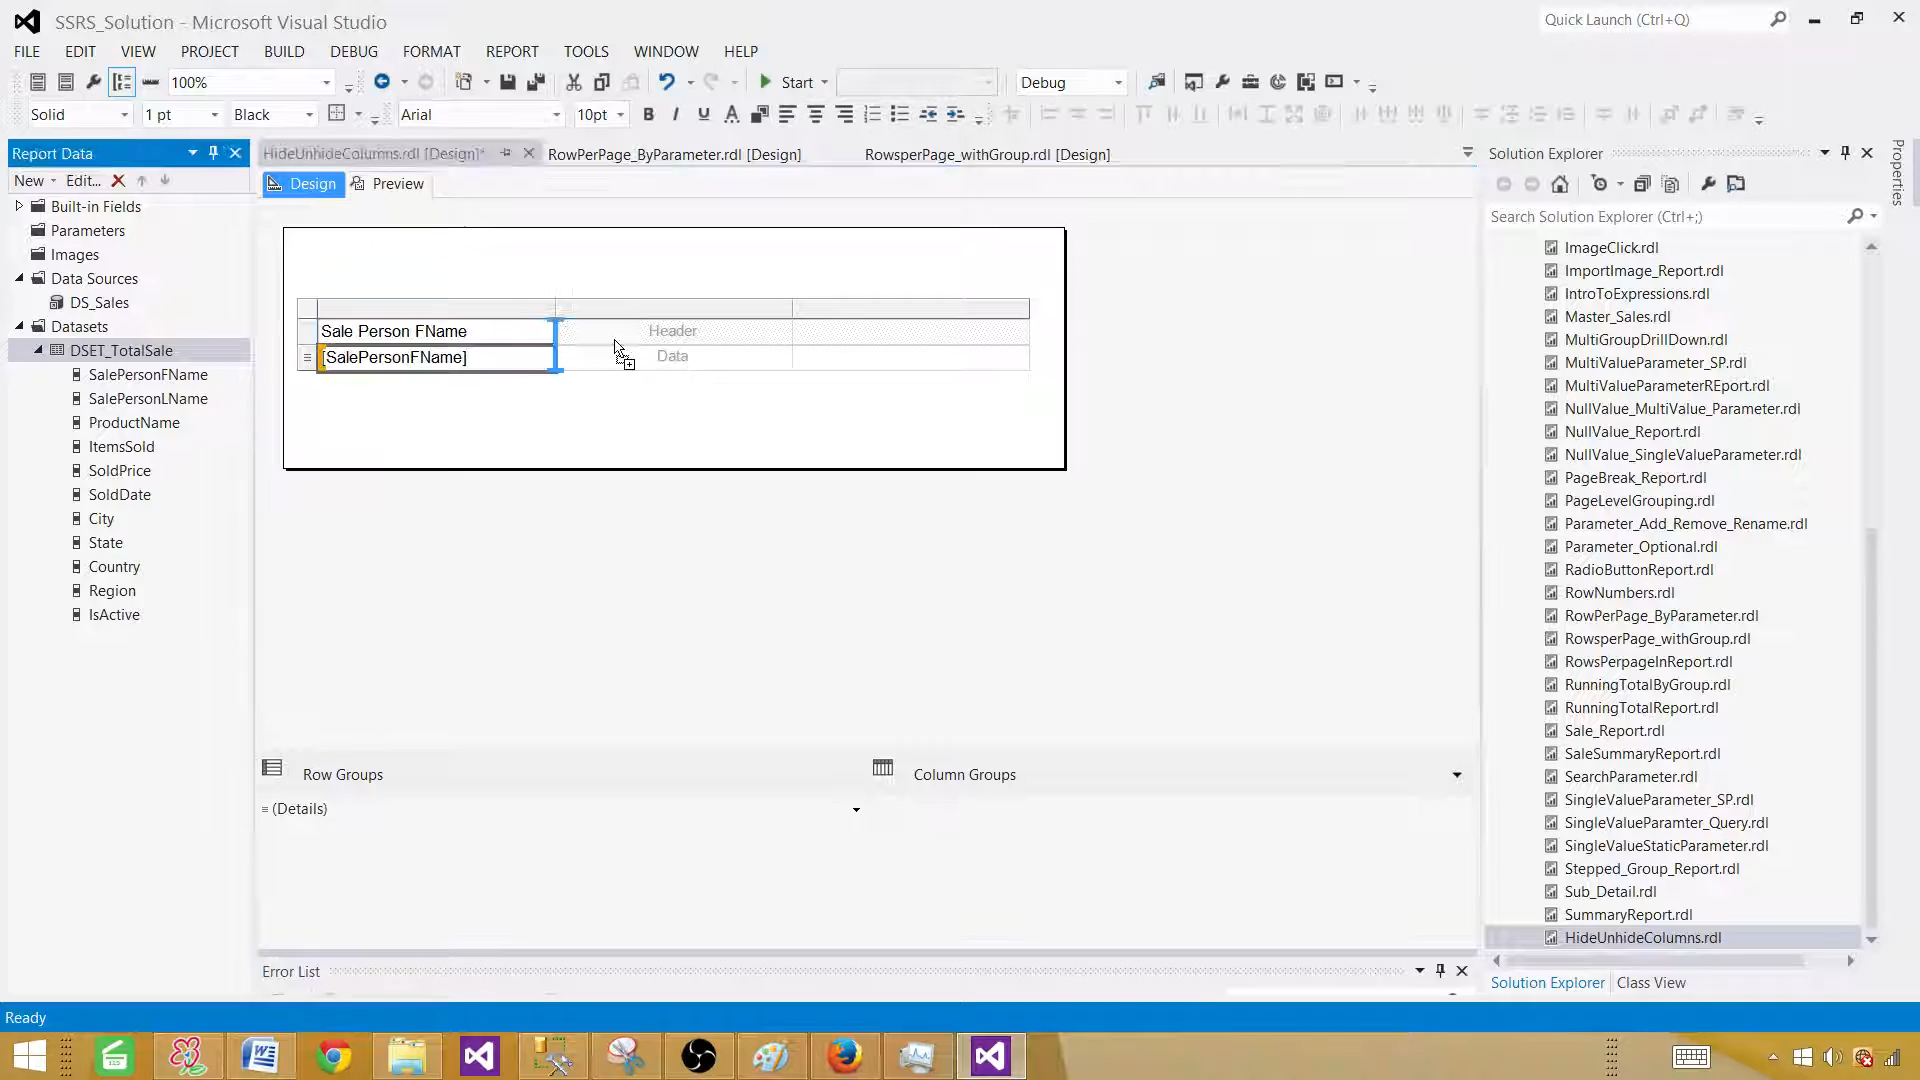 SSRS_Solution - Microsoft Visual Studio
Quick Launch (Ctrl+Q)
FILE EDIT VIEW PROJECT BUILD DEBUG FORMAT REPORT TOOLS WINDOW HELP
100% Start Debug
Solid 1 pt Black Arial 10pt B I U A
Report Data
HideUnhideColumns.rdl [Design]* RowPerPage_ByParameter.rdl [Design] RowsperPage_withGroup.rdl [Design]
Solution Explorer
Properties
New Edit...
Design Preview
Search Solution Explorer (Ctrl+;)
Built-in Fields
Parameters
Images
Data Sources
DS_Sales
Datasets
DSET_TotalSale
SalePersonFName
SalePersonLName
ProductName
ItemsSold
SoldPrice
SoldDate
City
State
Country
Region
IsActive
Sale Person FName Header
[SalePersonFName] Data
Row Groups Column Groups
(Details)
Error List
ImageClick.rdl
ImportImage_Report.rdl
IntroToExpressions.rdl
Master_Sales.rdl
MultiGroupDrillDown.rdl
MultiValueParameter_SP.rdl
MultiValueParameterREport.rdl
NullValue_MultiValue_Parameter.rdl
NullValue_Report.rdl
NullValue_SingleValueParameter.rdl
PageBreak_Report.rdl
PageLevelGrouping.rdl
Parameter_Add_Remove_Rename.rdl
Parameter_Optional.rdl
RadioButtonReport.rdl
RowNumbers.rdl
RowPerPage_ByParameter.rdl
RowsperPage_withGroup.rdl
RowsPerpageInReport.rdl
RunningTotalByGroup.rdl
RunningTotalReport.rdl
Sale_Report.rdl
SaleSummaryReport.rdl
SearchParameter.rdl
SingleValueParameter_SP.rdl
SingleValueParamter_Query.rdl
SingleValueStaticParameter.rdl
Stepped_Group_Report.rdl
Sub_Detail.rdl
SummaryReport.rdl
HideUnhideColumns.rdl
Solution Explorer Class View
Ready